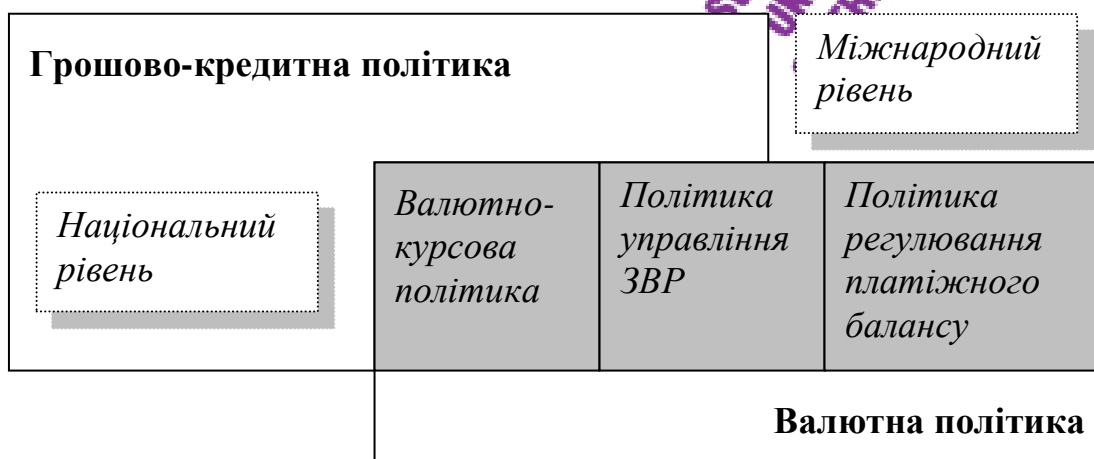 Грошово-кредитна політика
Міжнародний
рівень
Національний
рівень
Валютно-
курсова
політика
Політика
управління
ЗВР
Політика
регулювання
платіжного
балансу
Валютна політика